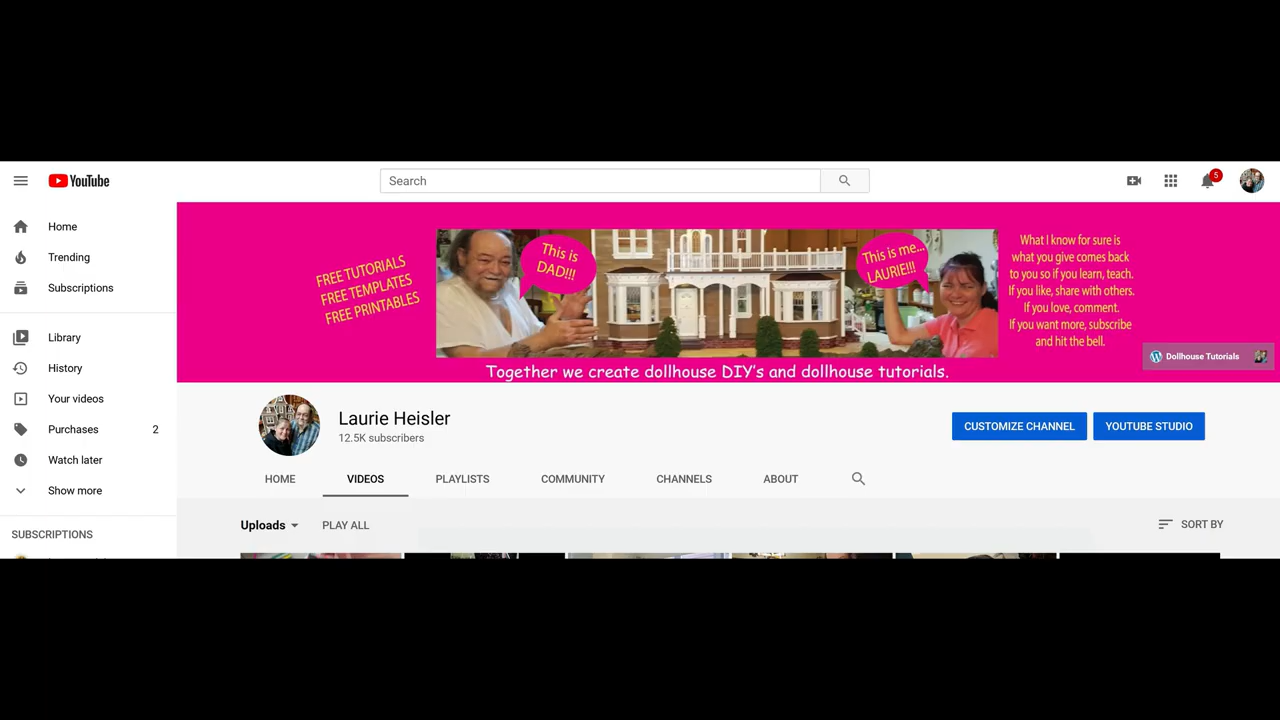 YouTube
Search
5
Home
Trending
Subscriptions
Library
History
Your videos
Purchases 2
Watch later
Show more
SUBSCRIPTIONS
FREE TUTORIALS
FREE TEMPLATES
FREE PRINTABLES
This is
DAD!!!
This is me...
LAURIE!!!
What I know for sure is
what you give comes back
to you so if you learn, teach.
If you like, share with others.
If you love, comment.
If you want more, subscribe
and hit the bell.
Dollhouse Tutorials
Together we create dollhouse DIY's and dollhouse tutorials.
Laurie Heisler
12.5K subscribers
CUSTOMIZE CHANNEL
YOUTUBE STUDIO
HOME
VIDEOS
PLAYLISTS
COMMUNITY
CHANNELS
ABOUT
Uploads
PLAY ALL
SORT BY